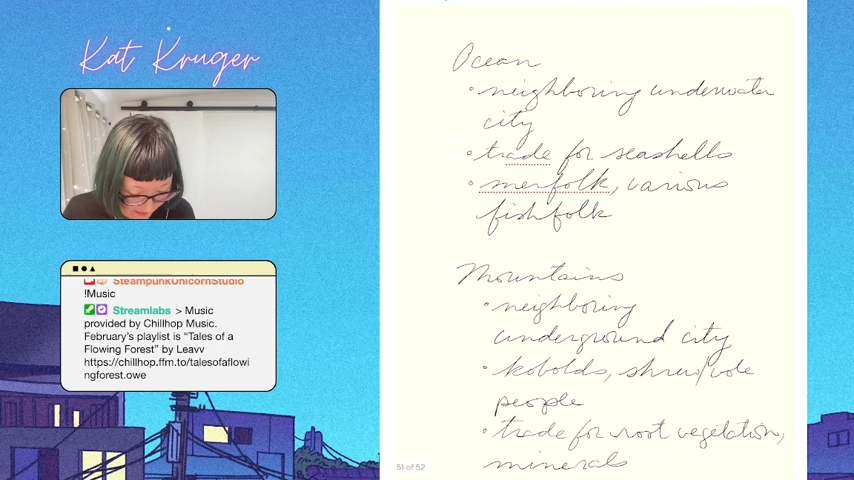 Kat Kruger
SteampunkUnicornStudio
!Music
Streamlabs > Music
provided by Chillhop Music.
February's playlist is “Tales of a
Flowing Forest” by Leavv
https://chillhop.ffm.to/talesofaflowi
ngforest.owe
Ocean
• neighboring underwater
city
• trade for seashells
• merfolk, various
fishfolk
Mountains
• neighboring
underground city
• kobolds, shrew/vole
people
• trade for root vegetation,
minerals
51 of 52